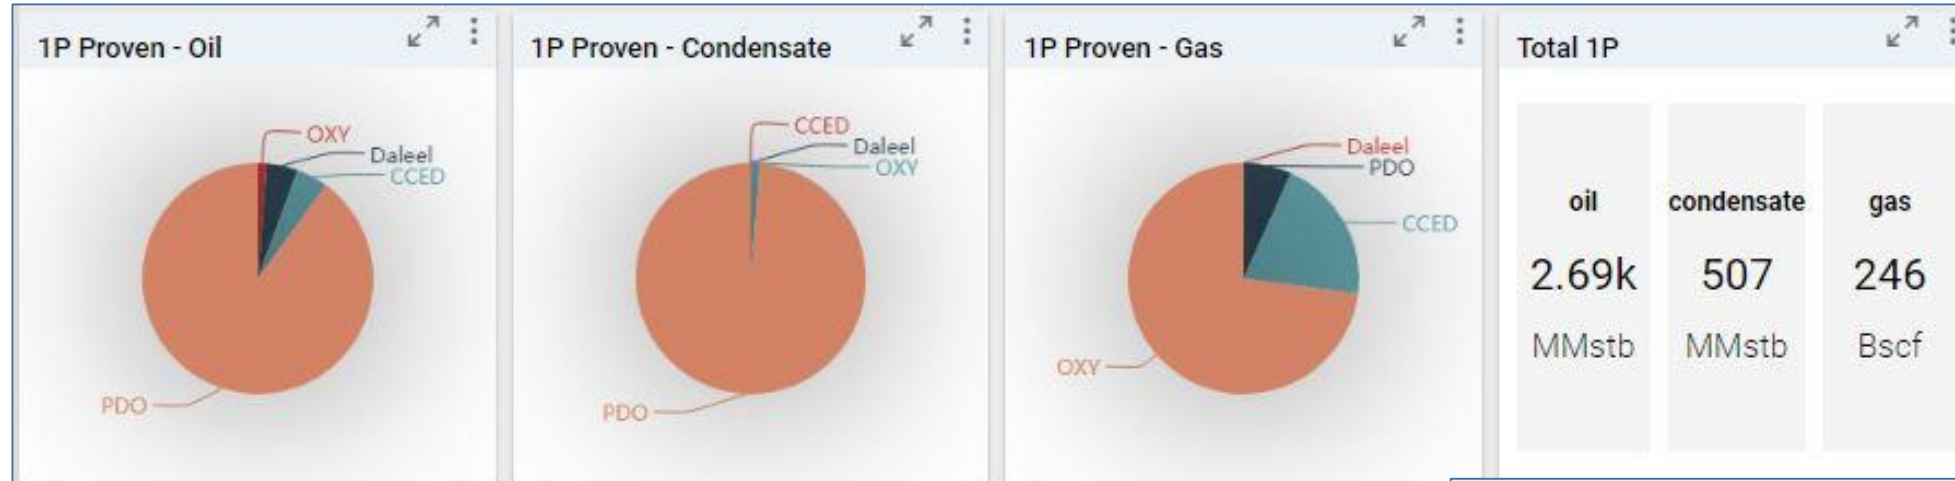 1P Proven - Oil
OXY
Daleel
CCED
PDO
1P Proven - Condensate
CCED
Daleel
OXY
PDO
1P Proven - Gas
Daleel
PDO
CCED
OXY
Total 1P
oil
2.69k
MMstb
condensate
507
MMstb
gas
246
Bscf